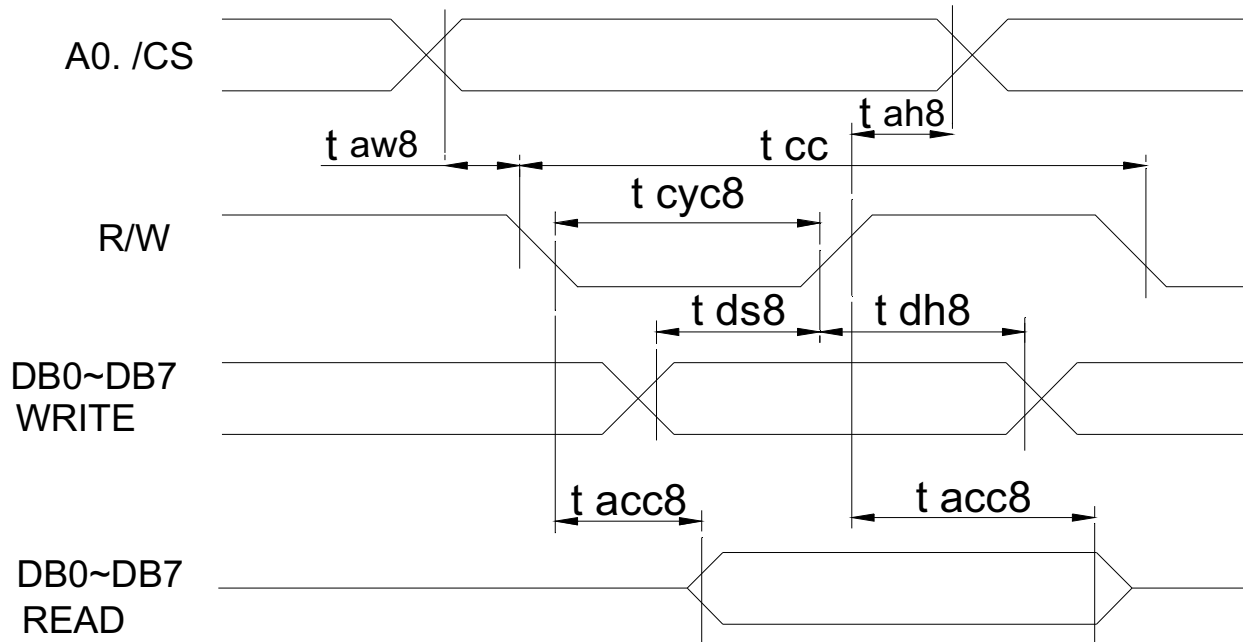 A0. /CS
t ah8
t aw8
t cc
t cyc8
R/W
t ds8
t dh8
DB0~DB7
WRITE
t acc8
t acc8
DB0~DB7
READ